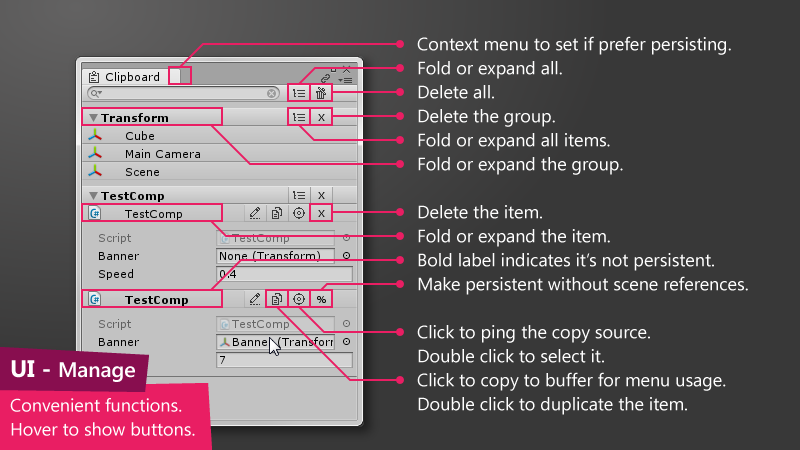 Clipboard
Transform
X
Cube
Main Camera
Scene
TestComp
X
TestComp
X
Script
TestComp
Banner
None (Transform)
Speed
0.4
TestComp
%
Script
TestComp
Banner
Banner (Transfor
7
Context menu to set if prefer persisting.
Fold or expand all.
Delete all.
Delete the group.
Fold or expand all items.
Fold or expand the group.
Delete the item.
Fold or expand the item.
Bold label indicates it's not persistent.
Make persistent without scene references.
Click to ping the copy source.
Double click to select it.
Click to copy to buffer for menu usage.
Double click to duplicate the item.
UI - Manage
Convenient functions.
Hover to show buttons.